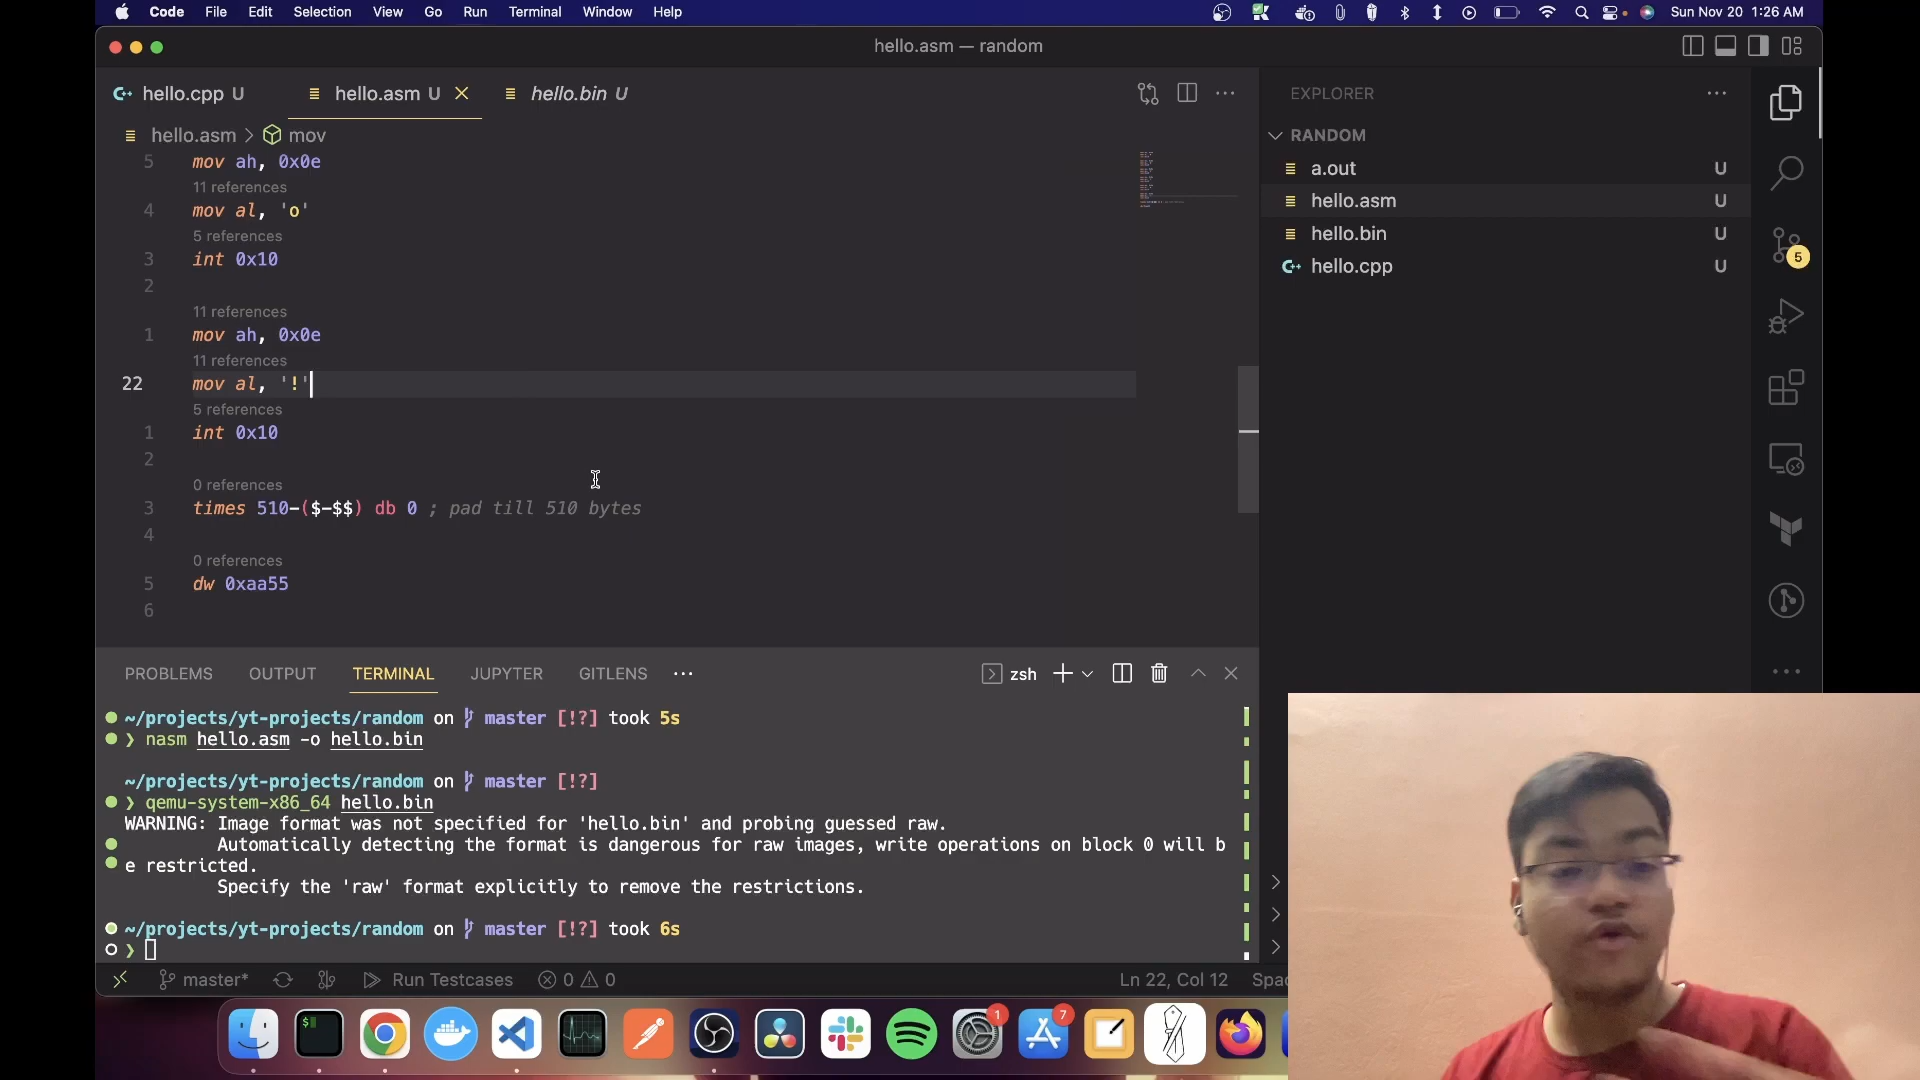 Code File Edit Selection View Go Run Terminal Window Help Sun Nov 20 1:26 AM
hello.asm — random
hello.cpp U hello.asm U hello.bin U
EXPLORER
hello.asm > mov
RANDOM
a.out U
hello.asm U
hello.bin U
hello.cpp U
5
5 mov ah, 0x0e
11 references
4 mov al, 'o'
5 references
3 int 0x10
2
11 references
1 mov ah, 0x0e
11 references
22 mov al, '!'
5 references
1 int 0x10
2
0 references
3 times 510-($-$$) db 0 ; pad till 510 bytes
4
0 references
5 dw 0xaa55
6
PROBLEMS OUTPUT TERMINAL JUPYTER GITLENS ··· zsh
~/projects/yt-projects/random on master [!?] took 5s
❯ nasm hello.asm -o hello.bin
~/projects/yt-projects/random on master [!?]
❯ qemu-system-x86_64 hello.bin
WARNING: Image format was not specified for 'hello.bin' and probing guessed raw.
Automatically detecting the format is dangerous for raw images, write operations on block 0 will b
e restricted.
Specify the 'raw' format explicitly to remove the restrictions.
~/projects/yt-projects/random on master [!?] took 6s
❯
master* Run Testcases 0 0 Ln 22, Col 12 Spac
$
1
7